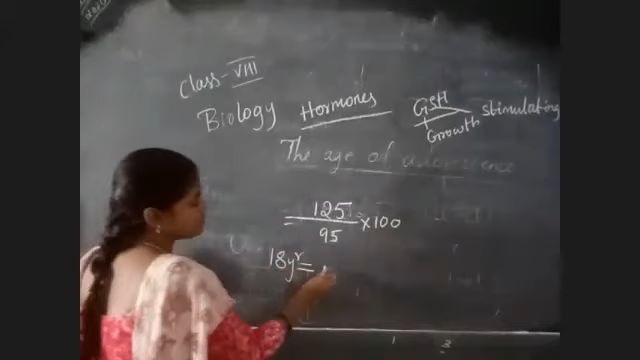 Class-VIII
Biology Hormones GSH stimulating
Growth
The age of adolescence
= 125/95 × 100
18yr =